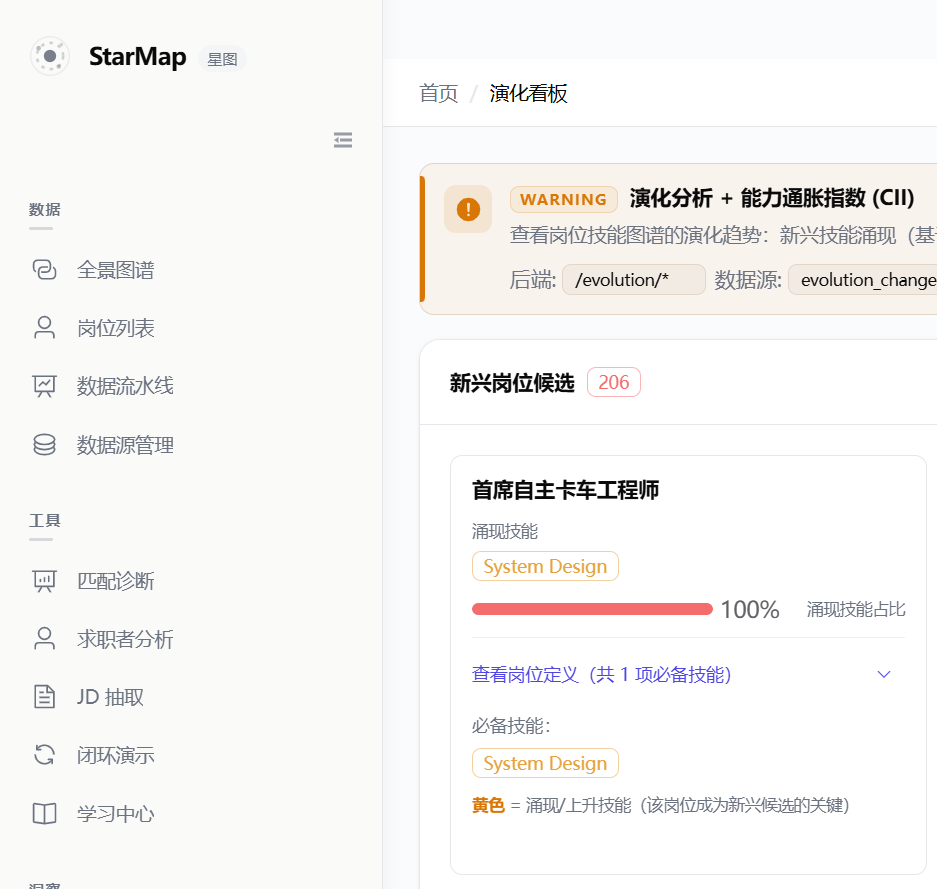 StarMap 星图
首页 / 演化看板
数据
全景图谱
岗位列表
数据流水线
数据源管理
工具
匹配诊断
求职者分析
JD 抽取
闭环演示
学习中心
WARNING 演化分析 + 能力通胀指数 (CII)
查看岗位技能图谱的演化趋势：新兴技能涌现（基
后端: /evolution/* 数据源: evolution_change
新兴岗位候选 206
首席自主卡车工程师
涌现技能
System Design
100% 涌现技能占比
查看岗位定义（共 1 项必备技能）
必备技能：
System Design
黄色 = 涌现/上升技能（该岗位成为新兴候选的关键）